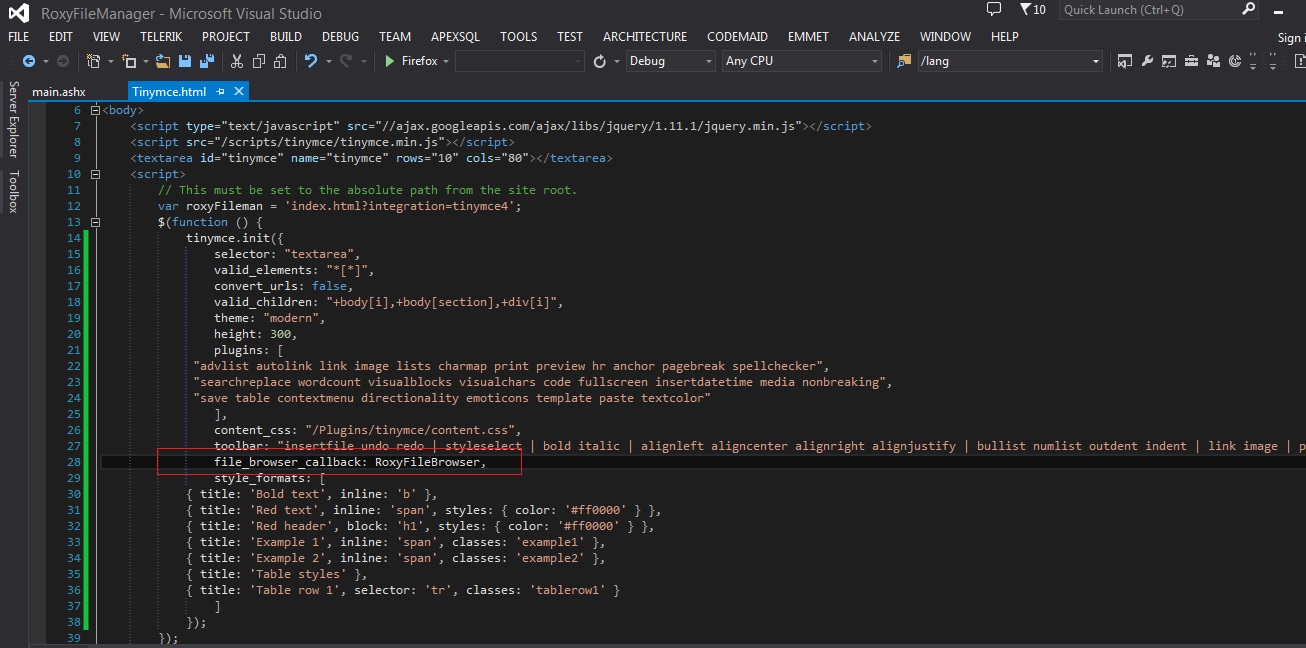 RoxyFileManager - Microsoft Visual Studio
10
Quick Launch (Ctrl+Q)
FILE EDIT VIEW TELERIK PROJECT BUILD DEBUG TEAM APEXSQL TOOLS TEST ARCHITECTURE CODEMAID EMMET ANALYZE WINDOW HELP
Sign
Firefox
Debug
Any CPU
/lang
Server Explorer
Toolbox
main.ashx
Tinymce.html
6 <body>
7 <script type="text/javascript" src="//ajax.googleapis.com/ajax/libs/jquery/1.11.1/jquery.min.js"></script>
8 <script src="/scripts/tinymce/tinymce.min.js"></script>
9 <textarea id="tinymce" name="tinymce" rows="10" cols="80"></textarea>
10 <script>
11 // This must be set to the absolute path from the site root.
12 var roxyFileman = 'index.html?integration=tinymce4';
13 $(function () {
14 tinymce.init({
15 selector: "textarea",
16 valid_elements: "*[*]",
17 convert_urls: false,
18 valid_children: "+body[i],+body[section],+div[i]",
19 theme: "modern",
20 height: 300,
21 plugins: [
22 "advlist autolink link image lists charmap print preview hr anchor pagebreak spellchecker",
23 "searchreplace wordcount visualblocks visualchars code fullscreen insertdatetime media nonbreaking",
24 "save table contextmenu directionality emoticons template paste textcolor"
25 ],
26 content_css: "/Plugins/tinymce/content.css",
27 toolbar: "insertfile undo redo | styleselect | bold italic | alignleft aligncenter alignright alignjustify | bullist numlist outdent indent | link image | p
28 file_browser_callback: RoxyFileBrowser,
29 style_formats: [
30 { title: 'Bold text', inline: 'b' },
31 { title: 'Red text', inline: 'span', styles: { color: '#ff0000' } },
32 { title: 'Red header', block: 'h1', styles: { color: '#ff0000' } },
33 { title: 'Example 1', inline: 'span', classes: 'example1' },
34 { title: 'Example 2', inline: 'span', classes: 'example2' },
35 { title: 'Table styles' },
36 { title: 'Table row 1', selector: 'tr', classes: 'tablerow1' }
37 ]
38 });
39 });